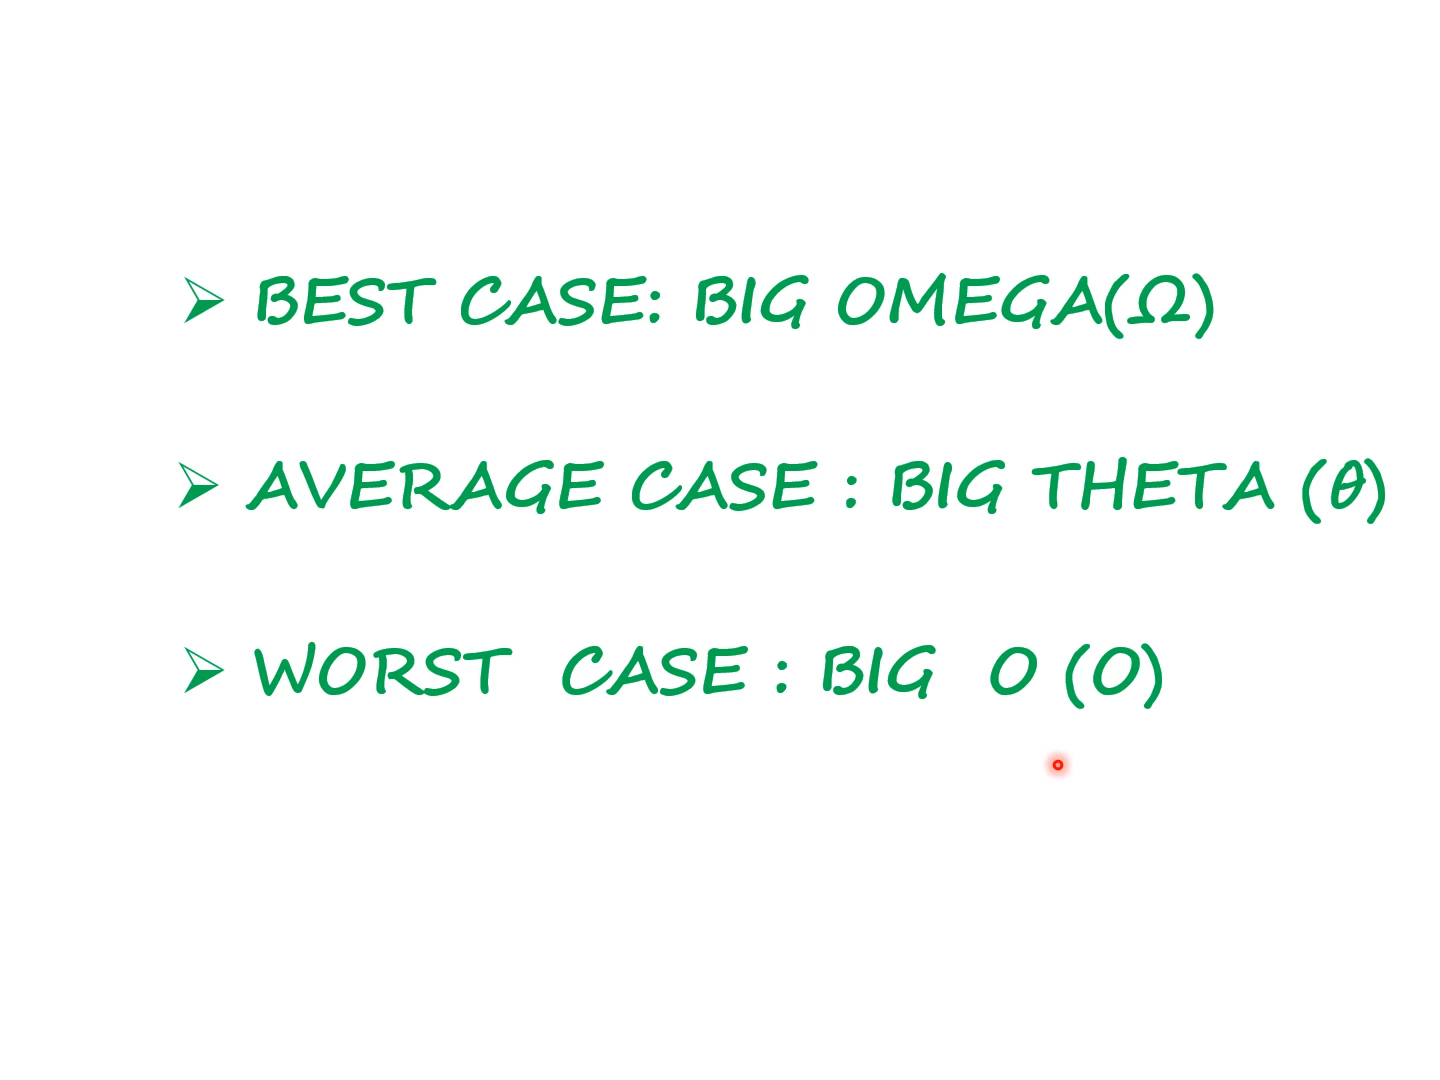 ➢ BEST CASE: BIG OMEGA(Ω)
➢ AVERAGE CASE : BIG THETA (θ)
➢ WORST CASE : BIG O (O)